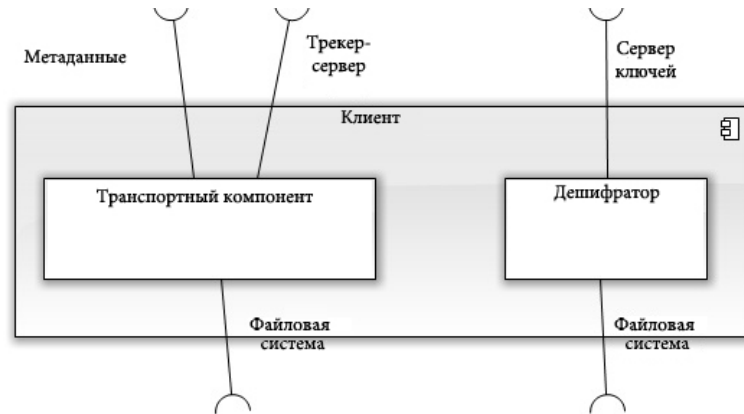 Метаданные
Трекер-
сервер
Сервер
ключей
Клиент
Транспортный компонент
Дешифратор
Файловая
система
Файловая
система